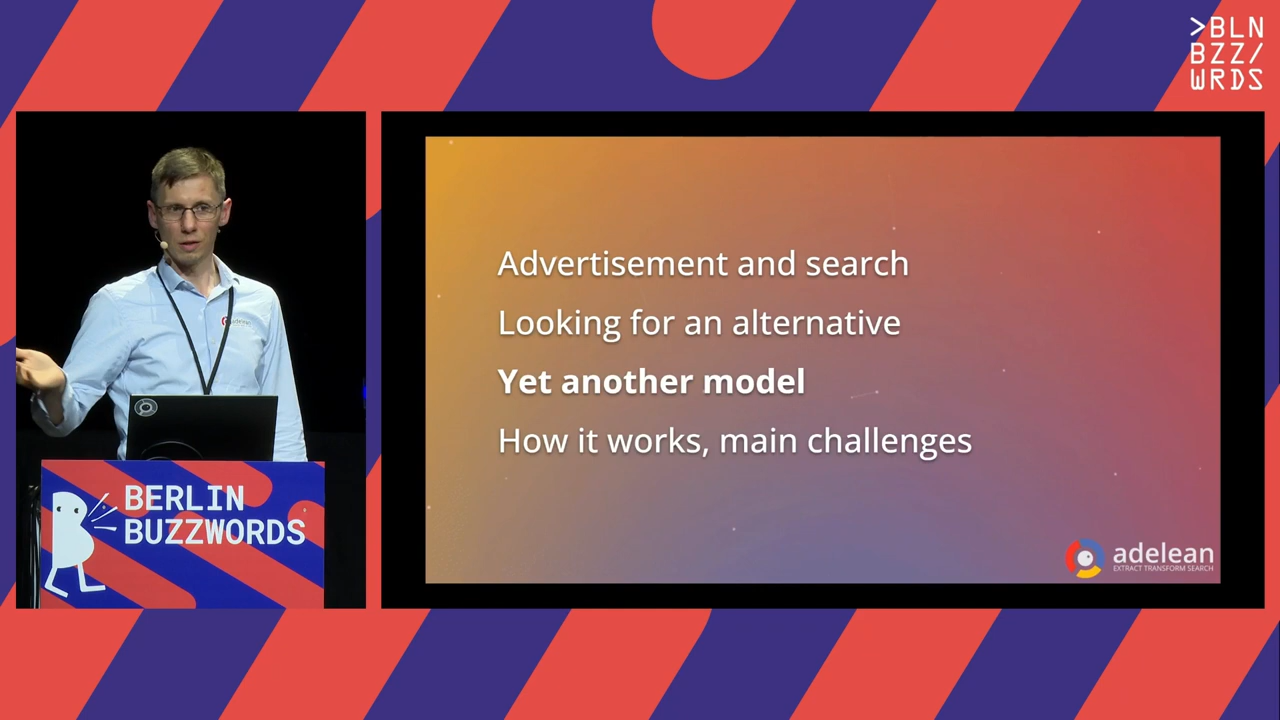 >BLN
BZZ/
WRDS
Advertisement and search
Looking for an alternative
Yet another model
How it works, main challenges
adelean
EXTRACT TRANSFORM SEARCH
BERLIN
BUZZWORDS